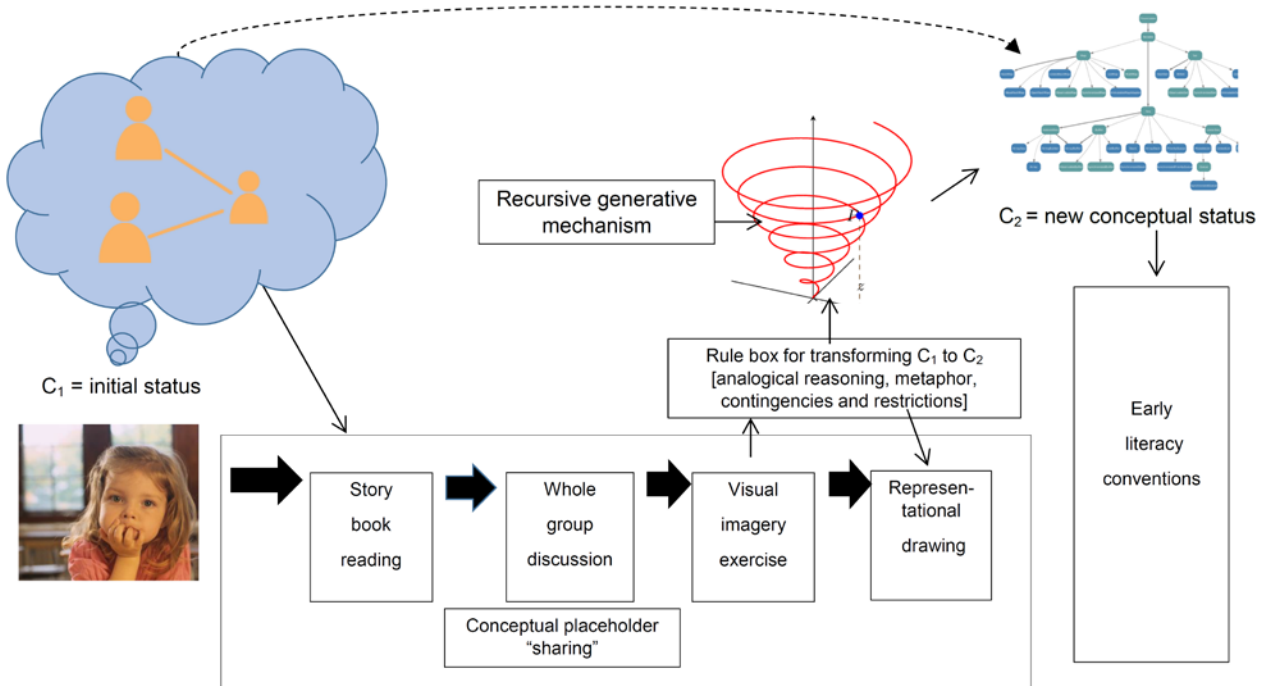 Recursive generative
mechanism
C₂ = new conceptual status
z
C₁ = initial status
Rule box for transforming C₁ to C₂
[analogical reasoning, metaphor,
contingencies and restrictions]
Story
book
reading
Whole
group
discussion
Visual
imagery
exercise
Represen-
tational
drawing
Conceptual placeholder
“sharing”
Early
literacy
conventions